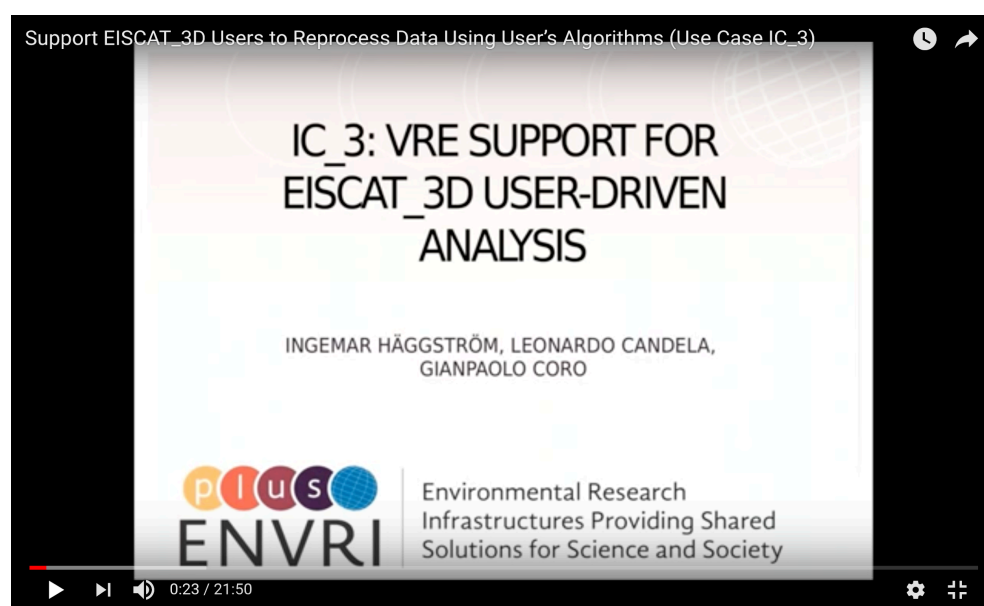 Support EISCAT_3D Users to Reprocess Data Using User’s Algorithms (Use Case IC_3)
IC_3: VRE SUPPORT FOR
EISCAT_3D USER-DRIVEN
ANALYSIS
INGEMAR HÄGGSTRÖM, LEONARDO CANDELA,
GIANPAOLO CORO
plus
ENVRI
Environmental Research
Infrastructures Providing Shared
Solutions for Science and Society
0:23 / 21:50